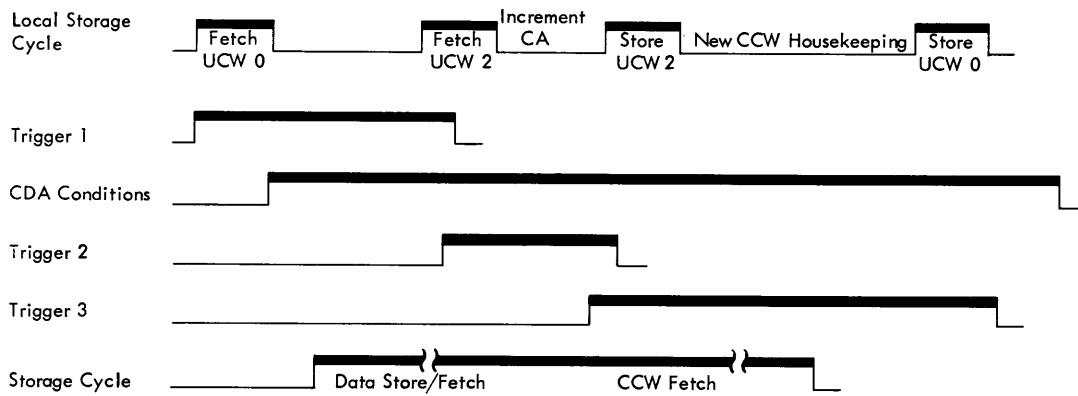 Local Storage
Cycle
Fetch
UCW 0
Fetch
UCW 2
Increment
CA
Store
UCW 2
New CCW Housekeeping
Store
UCW 0
Trigger 1
CDA Conditions
Trigger 2
Trigger 3
Storage Cycle
Data Store/Fetch
CCW Fetch